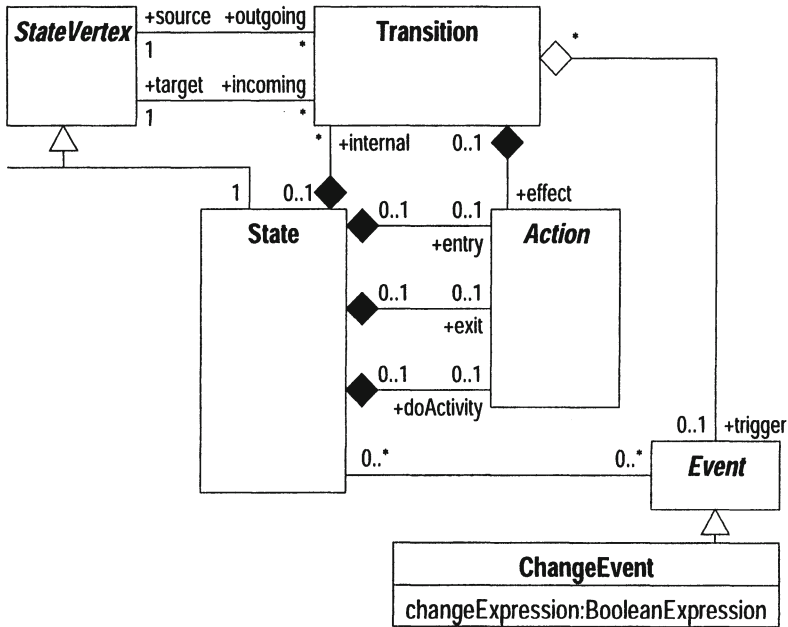 +source +outgoing
StateVertex
Transition
*
1 *
+target +incoming
1 *
* +internal 0..1
1 0..1 +effect
State
0..1 0..1
Action
+entry
0..1 0..1
+exit
0..1 0..1
+doActivity
0..1 +trigger
0..* 0..*
Event
ChangeEvent
changeExpression:BooleanExpression